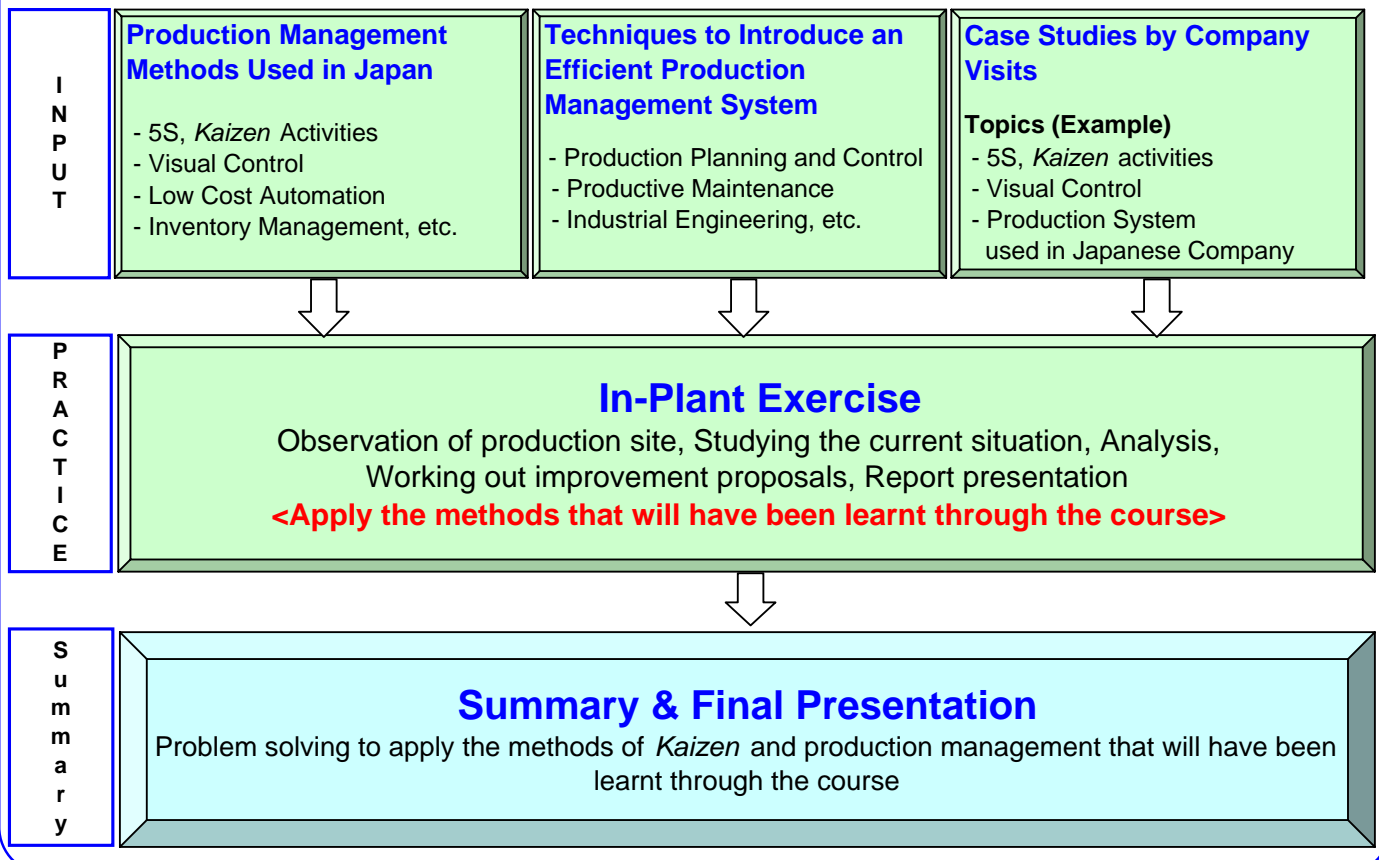 INPUT
Production Management
Methods Used in Japan
- 5S, Kaizen Activities
- Visual Control
- Low Cost Automation
- Inventory Management, etc.
Techniques to Introduce an
Efficient Production
Management System
- Production Planning and Control
- Productive Maintenance
- Industrial Engineering, etc.
Case Studies by Company
Visits
Topics (Example)
- 5S, Kaizen activities
- Visual Control
- Production System
used in Japanese Company
PRACTICE
In-Plant Exercise
Observation of production site, Studying the current situation, Analysis,
Working out improvement proposals, Report presentation
<Apply the methods that will have been learnt through the course>
Summary
Summary & Final Presentation
Problem solving to apply the methods of Kaizen and production management that will have been
learnt through the course